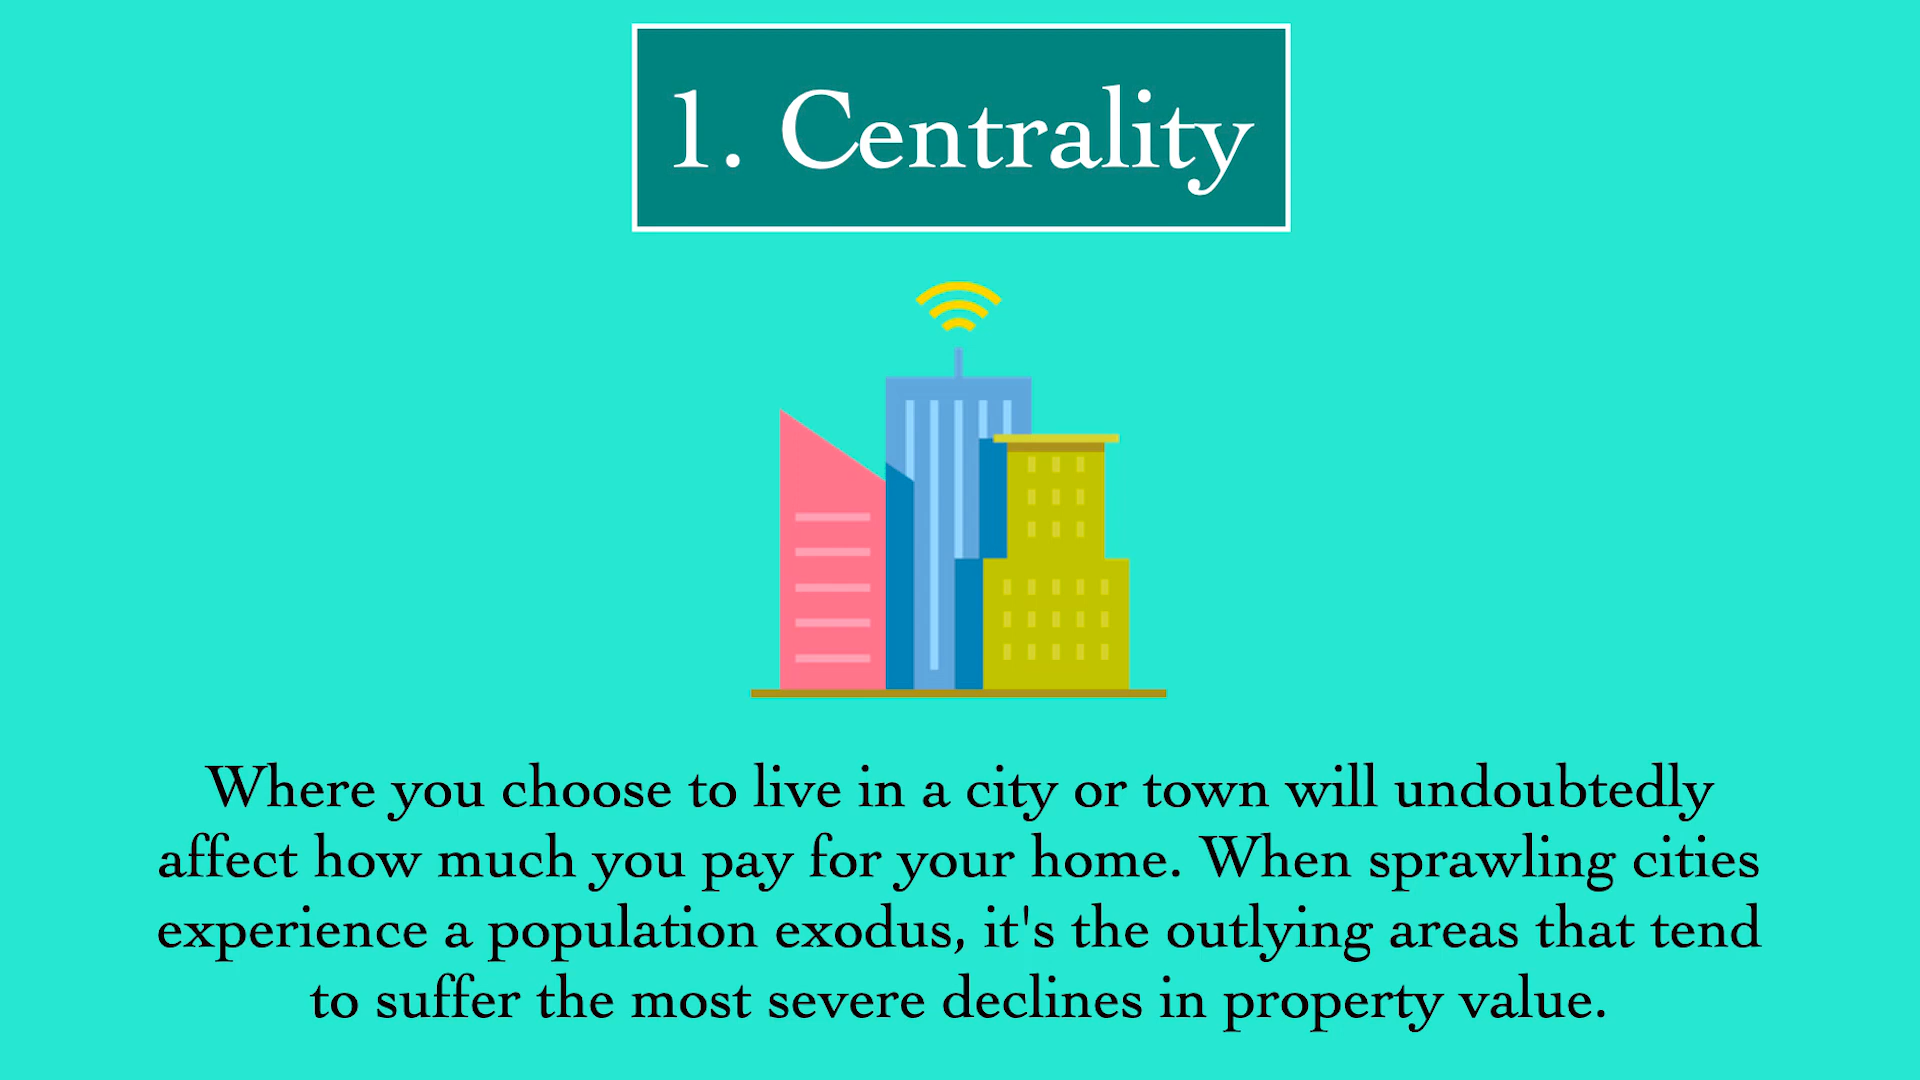 1. Centrality
Where you choose to live in a city or town will undoubtedly
affect how much you pay for your home. When sprawling cities
experience a population exodus, it's the outlying areas that tend
to suffer the most severe declines in property value.